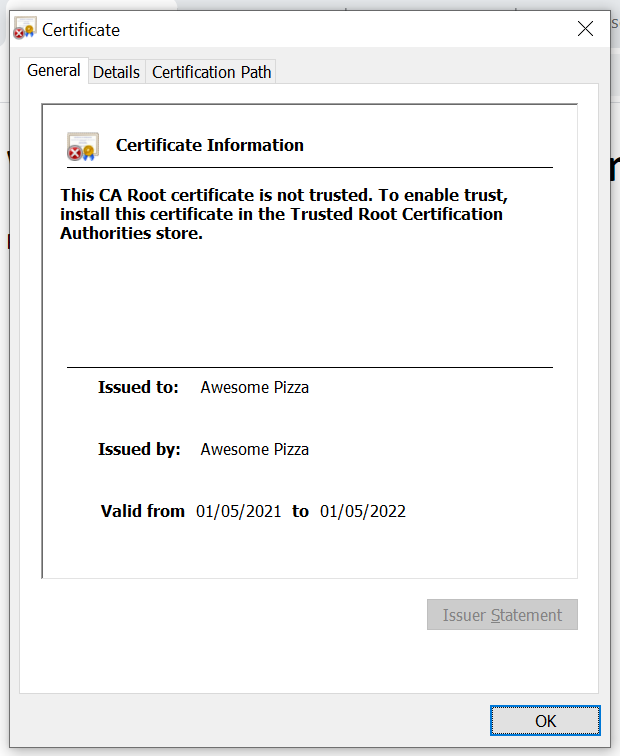 Certificate
General Details Certification Path
Certificate Information
This CA Root certificate is not trusted. To enable trust,
install this certificate in the Trusted Root Certification
Authorities store.
Issued to: Awesome Pizza
Issued by: Awesome Pizza
Valid from 01/05/2021 to 01/05/2022
Issuer Statement
OK